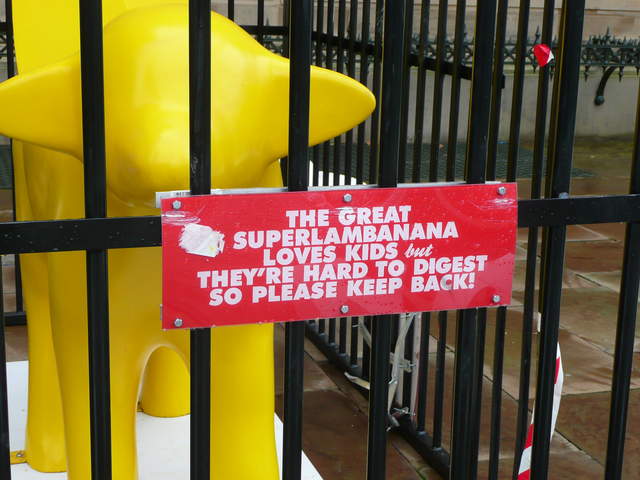 THE GREAT
SUPERLAMBANANA
LOVES KIDS but
THEY'RE HARD TO DIGEST
SO PLEASE KEEP BACK!